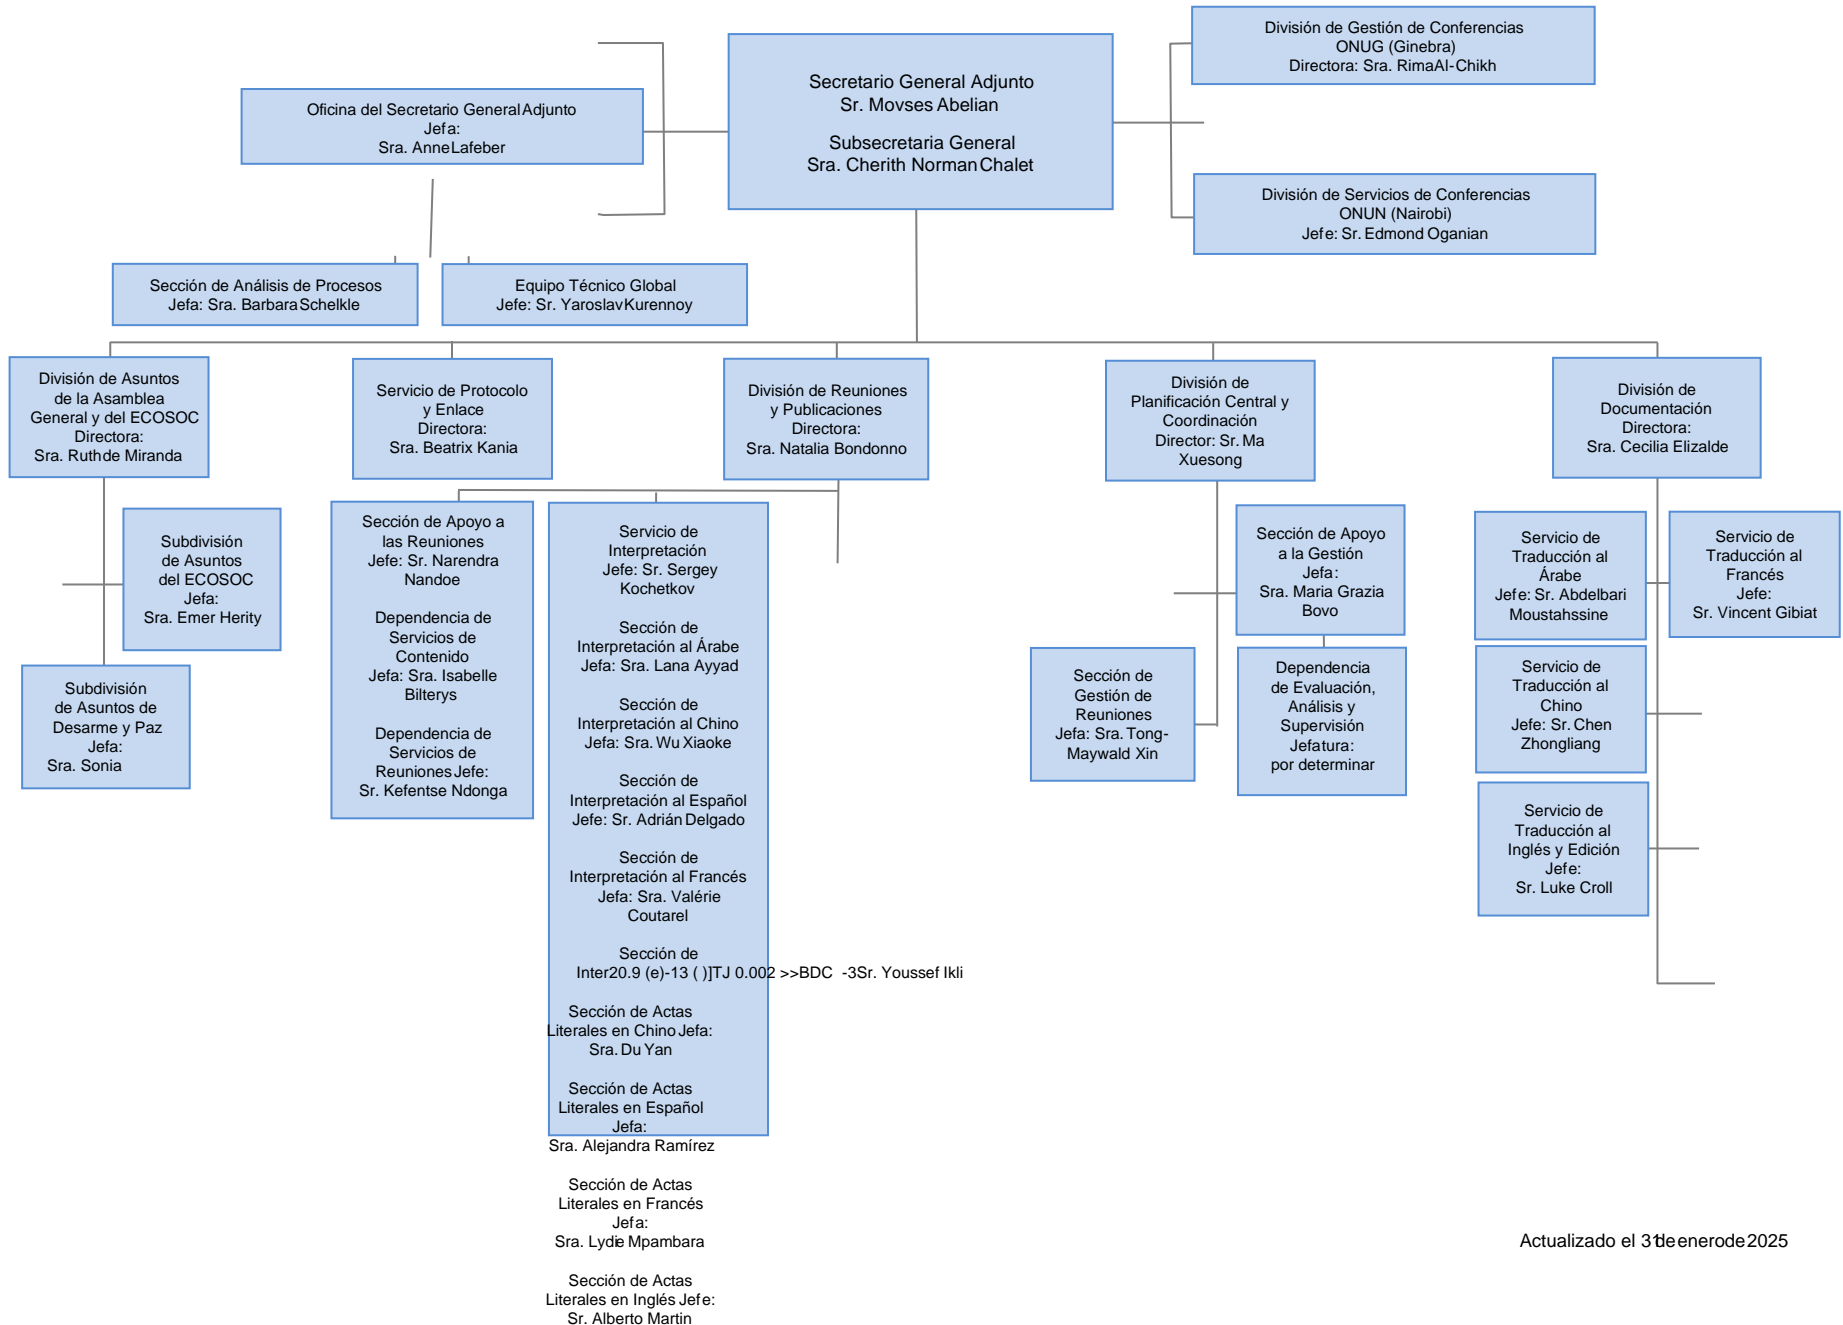 División de Gestión de Conferencias
ONUG (Ginebra)
Directora: Sra. RimaAl-Chikh
Secretario General Adjunto
Sr. Movses Abelian
Subsecretaria General
Sra. Cherith Norman Chalet
Oficina del Secretario General Adjunto
Jefa:
Sra. Anne Lafeber
División de Servicios de Conferencias
ONUN (Nairobi)
Jefe: Sr. Edmond Oganian
Sección de Análisis de Procesos
Jefa: Sra. Barbara Schelkle
Equipo Técnico Global
Jefe: Sr. Yaroslav Kurennoy
División de Asuntos
de la Asamblea
General y del ECOSOC
Directora:
Sra. Ruth de Miranda
Servicio de Protocolo
y Enlace
Directora:
Sra. Beatrix Kania
División de Reuniones
y Publicaciones
Directora:
Sra. Natalia Bondonno
División de
Planificación Central y
Coordinación
Director: Sr. Ma
Xuesong
División de
Documentación
Directora:
Sra. Cecilia Elizalde
Subdivisión
de Asuntos
del ECOSOC
Jefa:
Sra. Emer Herity
Subdivisión
de Asuntos de
Desarme y Paz
Jefa:
Sra. Sonia
Sección de Apoyo a
las Reuniones
Jefe: Sr. Narendra
Nandoe
Dependencia de
Servicios de
Contenido
Jefa: Sra. Isabelle
Bilterys
Dependencia de
Servicios de
Reuniones Jefe:
Sr. Kefentse Ndonga
Servicio de
Interpretación
Jefe: Sr. Sergey
Kochetkov
Sección de
Interpretación al Árabe
Jefa: Sra. Lana Ayyad
Sección de
Interpretación al Chino
Jefa: Sra. Wu Xiaoke
Sección de
Interpretación al Español
Jefe: Sr. Adrián Delgado
Sección de
Interpretación al Francés
Jefa: Sra. Valérie
Coutarel
Sección de
Inter20.9 (e)-13 ( )]TJ 0.002 >>BDC -3Sr. Youssef Ikli
Sección de Actas
Literales en Chino Jefa:
Sra. Du Yan
Sección de Actas
Literales en Español
Jefa:
Sra. Alejandra Ramírez
Sección de Actas
Literales en Francés
Jefa:
Sra. Lydie Mpambara
Sección de Actas
Literales en Inglés Jefe:
Sr. Alberto Martin
Sección de Apoyo
a la Gestión
Jefa:
Sra. Maria Grazia
Bovo
Sección de
Gestión de
Reuniones
Jefa: Sra. Tong-
Maywald Xin
Dependencia
de Evaluación,
Análisis y
Supervisión
Jefatura:
por determinar
Servicio de
Traducción al
Árabe
Jefe: Sr. Abdelbari
Moustahssine
Servicio de
Traducción al
Francés
Jefe:
Sr. Vincent Gibiat
Servicio de
Traducción al
Chino
Jefe: Sr. Chen
Zhongliang
Servicio de
Traducción al
Inglés y Edición
Jefe:
Sr. Luke Croll
Actualizado el 31 de enero de 2025